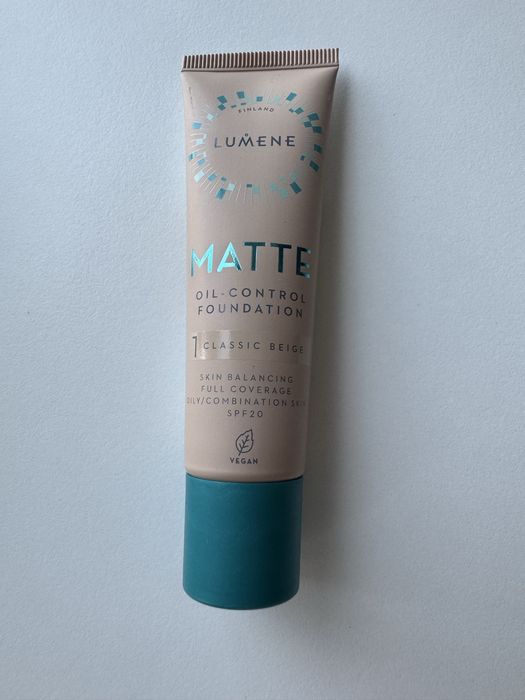 FINLAND
LUMENE
MATTE
OIL-CONTROL
FOUNDATION
1 CLASSIC BEIGE
SKIN BALANCING
FULL COVERAGE
OILY/COMBINATION SKIN
SPF20
VEGAN